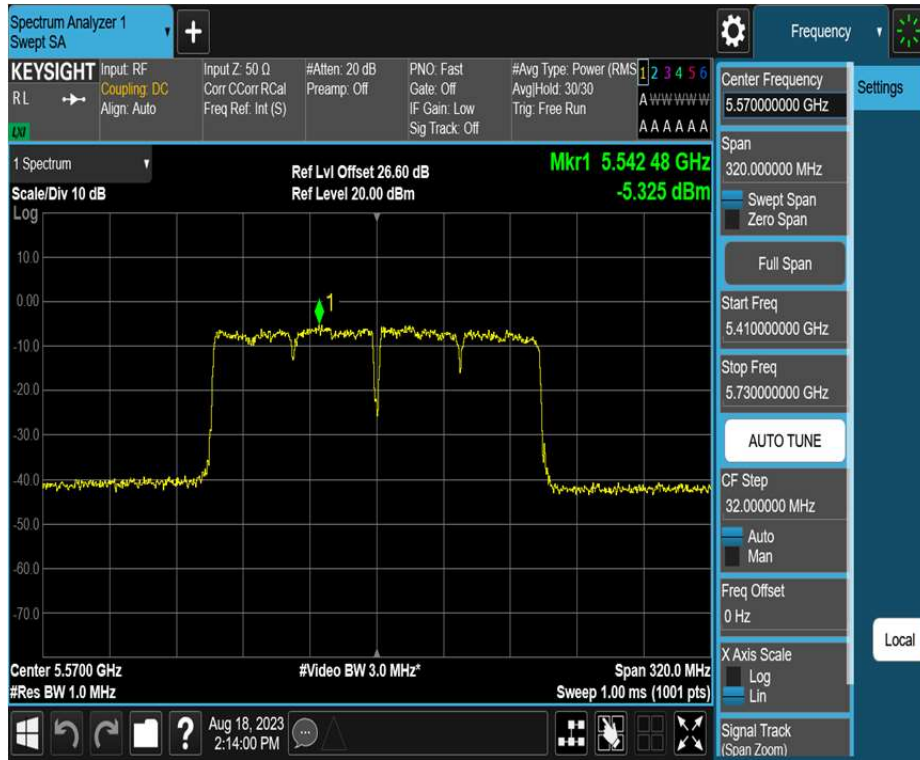 Spectrum Analyzer 1
Swept SA
+
Frequency
KEYSIGHT
RL
LXI
Input: RF
Coupling: DC
Align: Auto
Input Z: 50 Ω
Corr CCorr RCal
Freq Ref: Int (S)
#Atten: 20 dB
Preamp: Off
PNO: Fast
Gate: Off
IF Gain: Low
Sig Track: Off
#Avg Type: Power (RMS
Avg|Hold: 30/30
Trig: Free Run
1 2 3 4 5 6
A W W W W W
A A A A A A
Center Frequency
5.57000000 GHz
Settings
Span
320.000000 MHz
Swept Span
Zero Span
Full Span
Start Freq
5.410000000 GHz
Stop Freq
5.730000000 GHz
AUTO TUNE
CF Step
32.000000 MHz
Auto
Man
Freq Offset
0 Hz
X Axis Scale
Log
Lin
Signal Track
(Span Zoom)
Local
1 Spectrum
Scale/Div 10 dB
Log
Ref Lvl Offset 26.60 dB
Ref Level 20.00 dBm
Mkr1 5.542 48 GHz
-5.325 dBm
1
10.0
0.00
-10.0
-20.0
-30.0
-40.0
-50.0
-60.0
-70.0
Center 5.5700 GHz
#Res BW 1.0 MHz
#Video BW 3.0 MHz*
Span 320.0 MHz
Sweep 1.00 ms (1001 pts)
?
Aug 18, 2023
2:14:00 PM